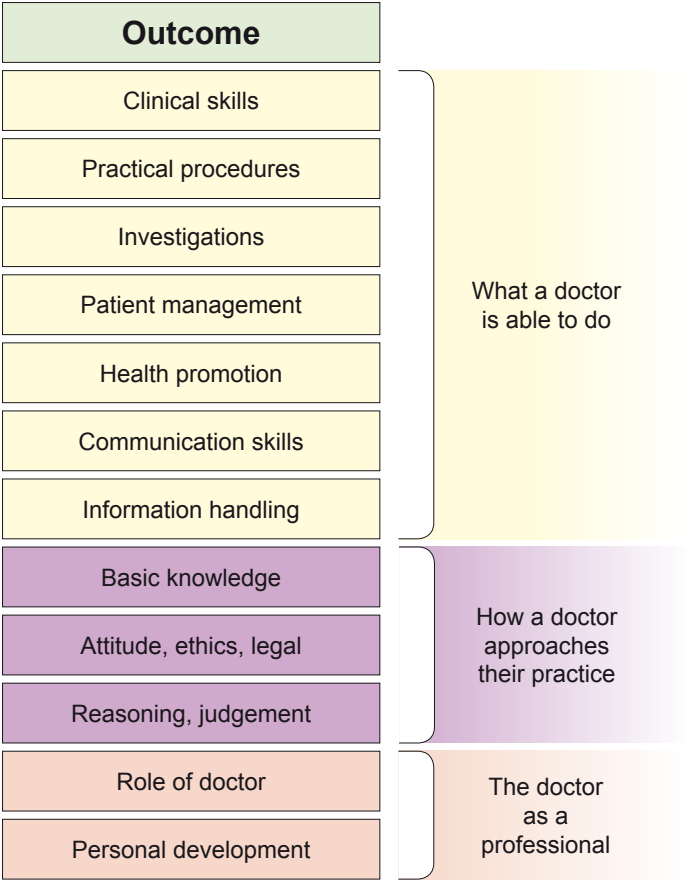 Outcome
Clinical skills
Practical procedures
Investigations
Patient management
Health promotion
Communication skills
Information handling
What a doctor
is able to do
Basic knowledge
Attitude, ethics, legal
Reasoning, judgement
How a doctor
approaches
their practice
Role of doctor
Personal development
The doctor
as a
professional